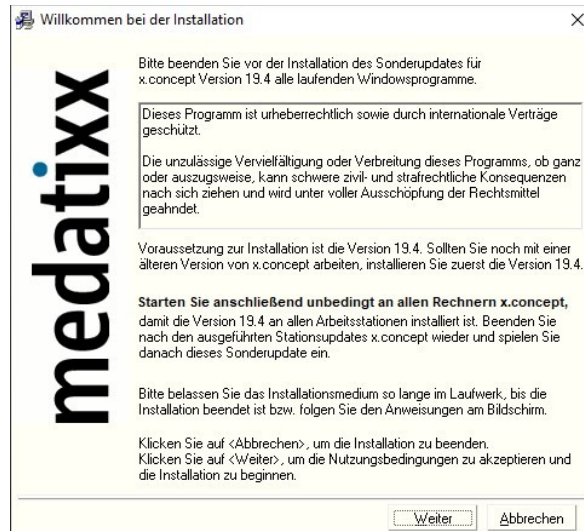 Willkommen bei der Installation
medatixx
Bitte beenden Sie vor der Installation des Sonderupdates für
x.concept Version 19.4 alle laufenden Windowsprogramme.
Dieses Programm ist urheberrechtlich sowie durch internationale Verträge
geschützt.
Die unzulässige Vervielfältigung oder Verbreitung dieses Programms, ob ganz
oder auszugsweise, kann schwere zivil- und strafrechtliche Konsequenzen
nach sich ziehen und wird unter voller Ausschöpfung der Rechtsmittel
geahndet.
Voraussetzung zur Installation ist die Version 19.4. Sollten Sie noch mit einer
älteren Version von x.concept arbeiten, installieren Sie zuerst die Version 19.4.
Starten Sie anschließend unbedingt an allen Rechnern x.concept,
damit die Version 19.4 an allen Arbeitsstationen installiert ist. Beenden Sie
nach den ausgeführten Stationsupdates x.concept wieder und spielen Sie
danach dieses Sonderupdate ein.
Bitte belassen Sie das Installationsmedium so lange im Laufwerk, bis die
Installation beendet ist bzw. folgen Sie den Anweisungen am Bildschirm.
Klicken Sie auf <Abbrechen>, um die Installation zu beenden.
Klicken Sie auf <Weiter>, um die Nutzungsbedingungen zu akzeptieren und
die Installation zu beginnen.
Weiter Abbrechen